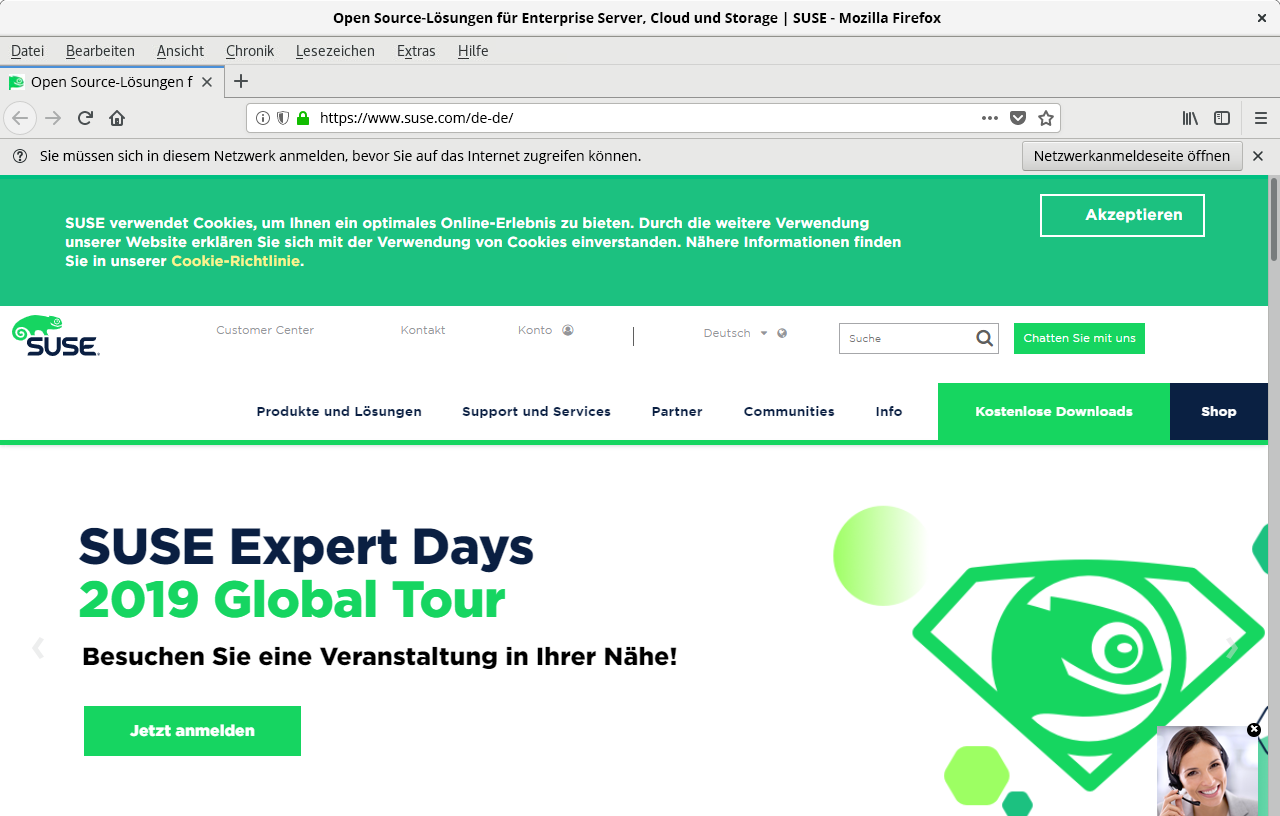 Open Source-Lösungen für Enterprise Server, Cloud und Storage | SUSE - Mozilla Firefox
Datei Bearbeiten Ansicht Chronik Lesezeichen Extras Hilfe
Open Source-Lösungen f
https://www.suse.com/de-de/
Sie müssen sich in diesem Netzwerk anmelden, bevor Sie auf das Internet zugreifen können. Netzwerkanmeldeseite öffnen
SUSE verwendet Cookies, um Ihnen ein optimales Online-Erlebnis zu bieten. Durch die weitere Verwendung
unserer Website erklären Sie sich mit der Verwendung von Cookies einverstanden. Nähere Informationen finden
Sie in unserer Cookie-Richtlinie.
Akzeptieren
SUSE
Customer Center Kontakt Konto Deutsch Suche Chatten Sie mit uns
Produkte und Lösungen Support und Services Partner Communities Info Kostenlose Downloads Shop
SUSE Expert Days
2019 Global Tour
Besuchen Sie eine Veranstaltung in Ihrer Nähe!
Jetzt anmelden